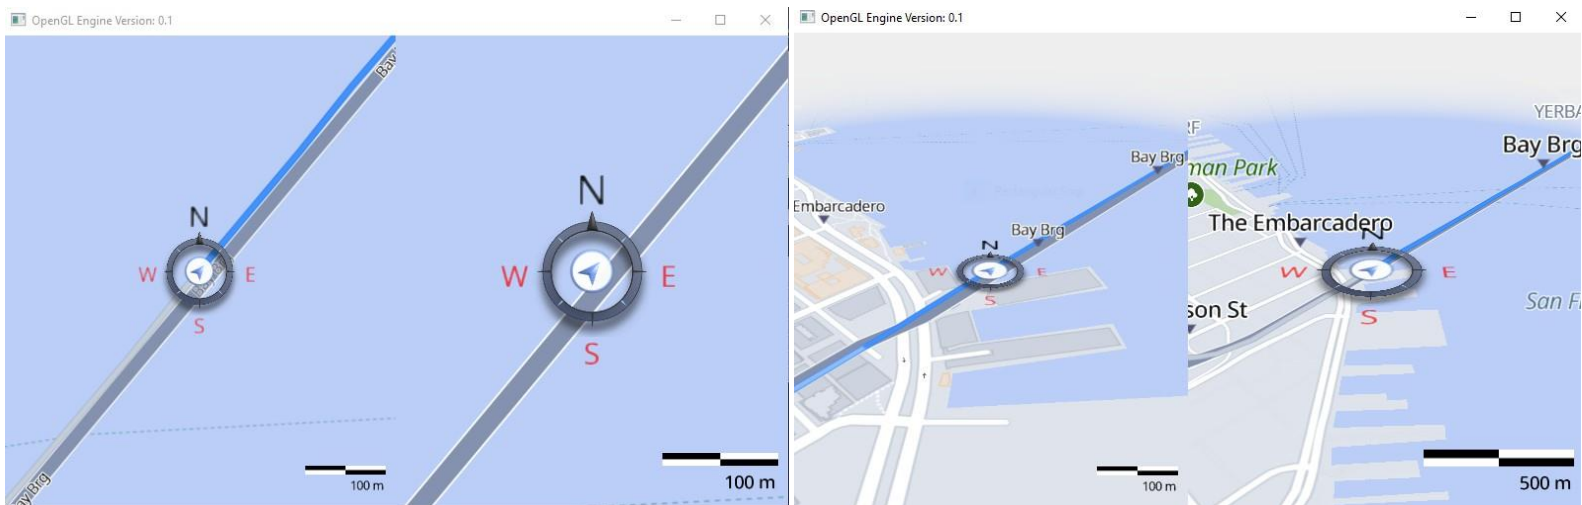 OpenGL Engine Version: 0.1
Bay
N
W
E
S
Bay Brg
100 m
N
W
E
S
100 m
OpenGL Engine Version: 0.1
Bay Brg
Embarcadero
Bay Brg
N
W
E
S
100 m
RF
YERBA
Bay Brg
man Park
The Embarcadero
N
W
E
S
San F
son St
500 m